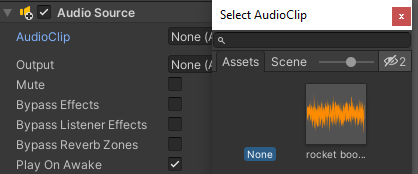 Audio Source
AudioClip
None (A
Output
None (A
Mute
Bypass Effects
Bypass Listener Effects
Bypass Reverb Zones
Play On Awake
Select AudioClip
x
Assets Scene 2
None rocket boo...